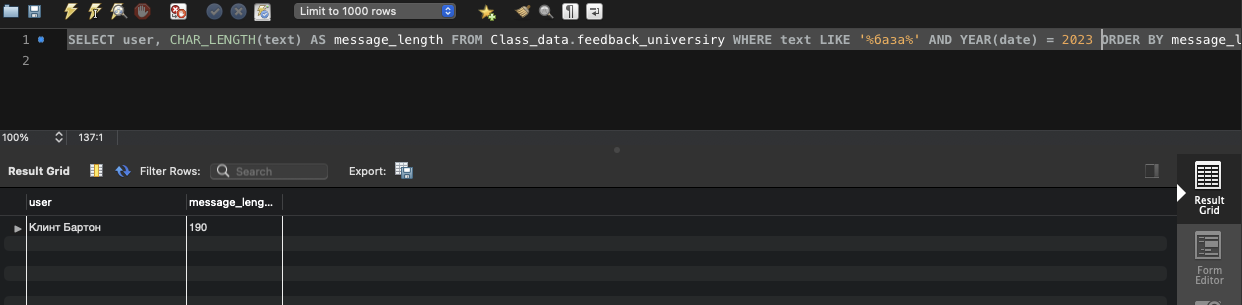 Limit to 1000 rows
1 SELECT user, CHAR_LENGTH(text) AS message_length FROM Class_data.feedback_universiry WHERE text LIKE '%база%' AND YEAR(date) = 2023 ORDER BY message_l
2
100% 137:1
Result Grid Filter Rows: Search Export:
user message_leng...
Клинт Бартон 190
Result
Grid
Form
Editor